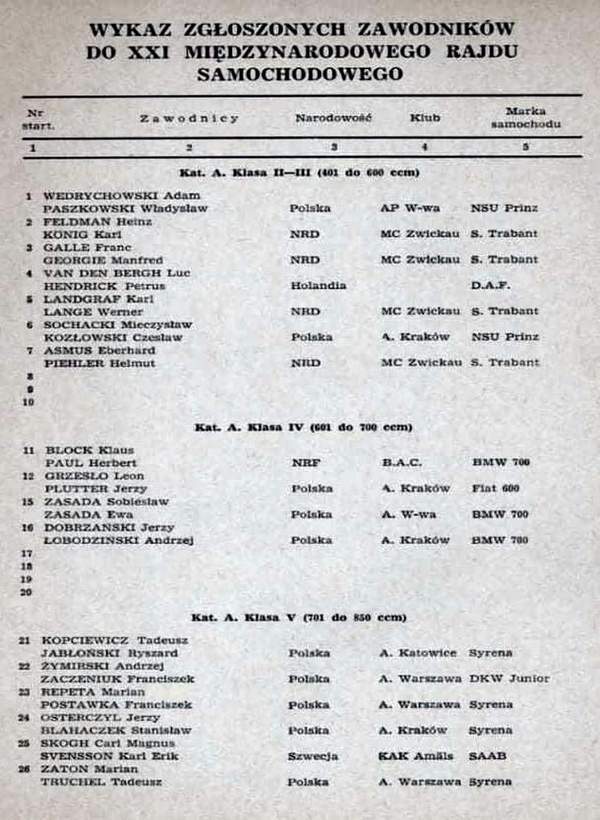 WYKAZ ZGŁOSZONYCH ZAWODNIKÓW
DO XXI MIĘDZYNARODOWEGO RAJDU
SAMOCHODOWEGO
Nr start. Zawodnicy Narodowość Klub Marka samochodu
1 2 3 4 5
Kat. A. Klasa II—III (401 do 600 ccm)
1 WĘDRYCHOWSKI Adam
PASZKOWSKI Władysław Polska AP W-wa NSU Prinz
2 FELDMAN Heinz
KÖNIG Karl NRD MC Zwickau S. Trabant
3 GALLE Franc
GEORGIE Manfred NRD MC Zwickau S. Trabant
4 VAN DEN BERGH Luc
HENDRICK Petrus Holandia D.A.F.
5 LANDGRAF Karl
LANGE Werner NRD MC Zwickau S. Trabant
6 SOCHACKI Mieczysław
KOZŁOWSKI Czesław Polska A. Kraków NSU Prinz
7 ASMUS Eberhard
PIEHLER Helmut NRD MC Zwickau S. Trabant
8
9
10
Kat. A. Klasa IV (601 do 700 ccm)
11 BLOCK Klaus
PAUL Herbert NRF B.A.C. BMW 700
12 GRZESŁO Leon
PLUTTER Jerzy Polska A. Kraków Fiat 600
15 ZASADA Sobiesław
ZASADA Ewa Polska A. W-wa BMW 700
16 DOBRZAŃSKI Jerzy
ŁOBODZIŃSKI Andrzej Polska A. Kraków BMW 700
17
18
19
20
Kat. A. Klasa V (701 do 850 ccm)
21 KOPCIEWICZ Tadeusz
JABŁOŃSKI Ryszard Polska A. Katowice Syrena
22 ŻYMIRSKI Andrzej
ZACZENIUK Franciszek Polska A. Warszawa DKW Junior
23 REPETA Marian
POSTAWKA Franciszek Polska A. Warszawa Syrena
24 OSTERCZYL Jerzy
BLAHACZEK Stanisław Polska A. Kraków Syrena
25 SKOGH Carl Magnus
SVENSSON Karl Erik Szwecja KAK Amåls SAAB
26 ZATOŃ Marian
TRUCHEL Tadeusz Polska A. Warszawa Syrena